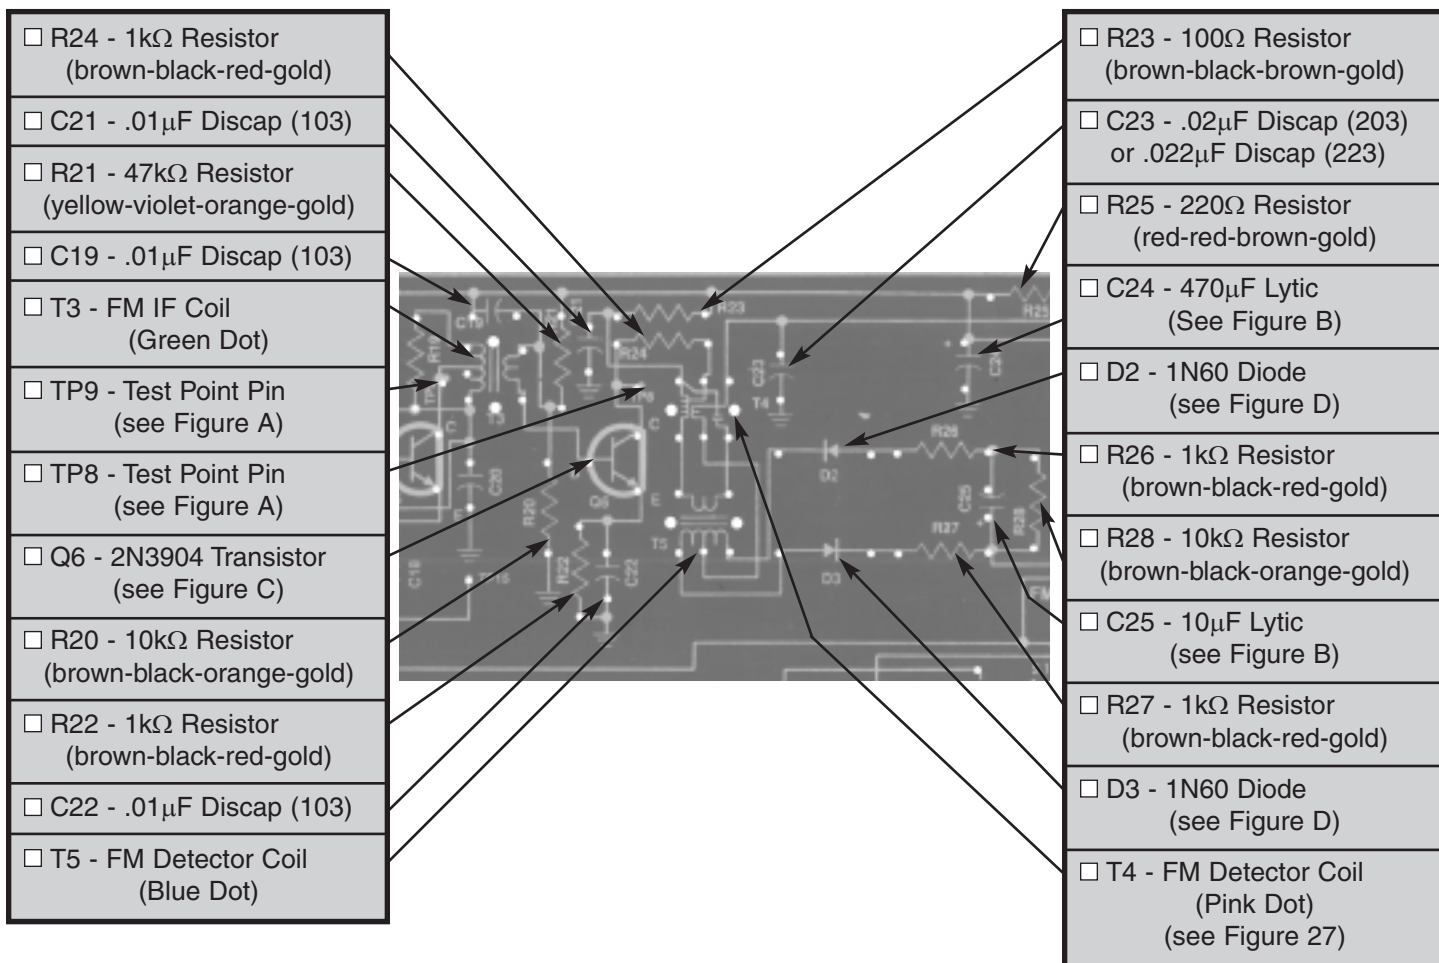 ☐ R24 - 1kΩ Resistor
(brown-black-red-gold)
☐ C21 - .01μF Discap (103)
☐ R21 - 47kΩ Resistor
(yellow-violet-orange-gold)
☐ C19 - .01μF Discap (103)
☐ T3 - FM IF Coil
(Green Dot)
☐ TP9 - Test Point Pin
(see Figure A)
☐ TP8 - Test Point Pin
(see Figure A)
☐ Q6 - 2N3904 Transistor
(see Figure C)
☐ R20 - 10kΩ Resistor
(brown-black-orange-gold)
☐ R22 - 1kΩ Resistor
(brown-black-red-gold)
☐ C22 - .01μF Discap (103)
☐ T5 - FM Detector Coil
(Blue Dot)
C19
R23
R24
R25
C23
T4
T3
C
C
R26
D2
C20
R20
Q6
E
E
C25
R28
R27
T5
R22
C22
D3
C18
TP15
FM
☐ R23 - 100Ω Resistor
(brown-black-brown-gold)
☐ C23 - .02μF Discap (203)
or .022μF Discap (223)
☐ R25 - 220Ω Resistor
(red-red-brown-gold)
☐ C24 - 470μF Lytic
(See Figure B)
☐ D2 - 1N60 Diode
(see Figure D)
☐ R26 - 1kΩ Resistor
(brown-black-red-gold)
☐ R28 - 10kΩ Resistor
(brown-black-orange-gold)
☐ C25 - 10μF Lytic
(see Figure B)
☐ R27 - 1kΩ Resistor
(brown-black-red-gold)
☐ D3 - 1N60 Diode
(see Figure D)
☐ T4 - FM Detector Coil
(Pink Dot)
(see Figure 27)